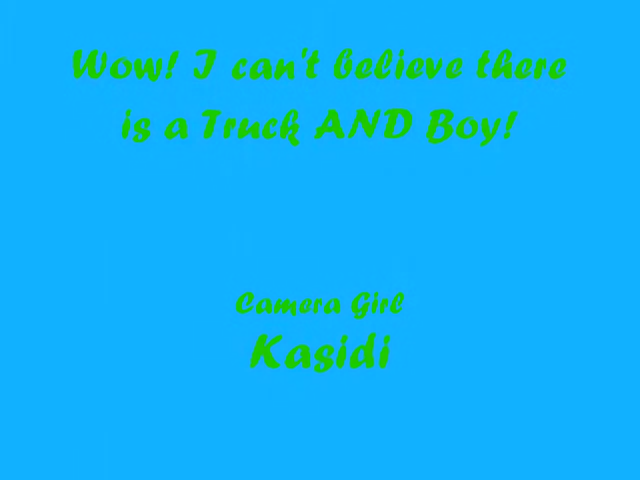 Wow! I can't believe there
is a Truck AND Boy!
Camera Girl
Kasidi